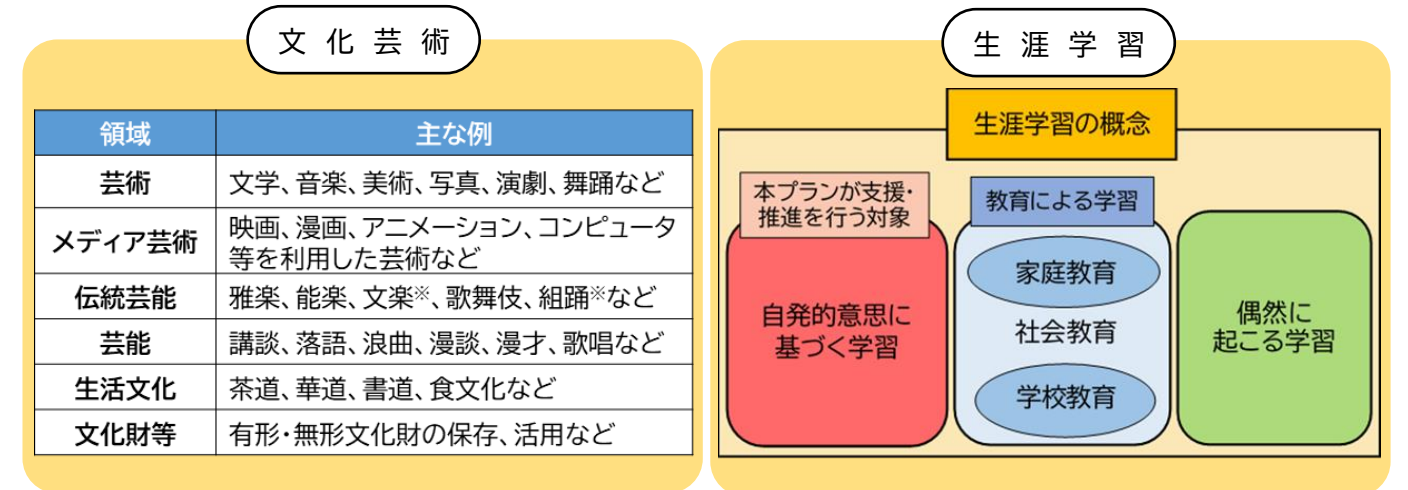 文化芸術
領域 主な例
芸術 文学、音楽、美術、写真、演劇、舞踊など
メディア芸術 映画、漫画、アニメーション、コンピュータ
等を利用した芸術など
伝統芸能 雅楽、能楽、文楽※、歌舞伎、組踊※など
芸能 講談、落語、浪曲、漫談、漫才、歌唱など
生活文化 茶道、華道、書道、食文化など
文化財等 有形・無形文化財の保存、活用など
生涯学習
生涯学習の概念
本プランが支援・
推進を行う対象
自発的意思に
基づく学習
教育による学習
家庭教育
社会教育
学校教育
偶然に
起こる学習